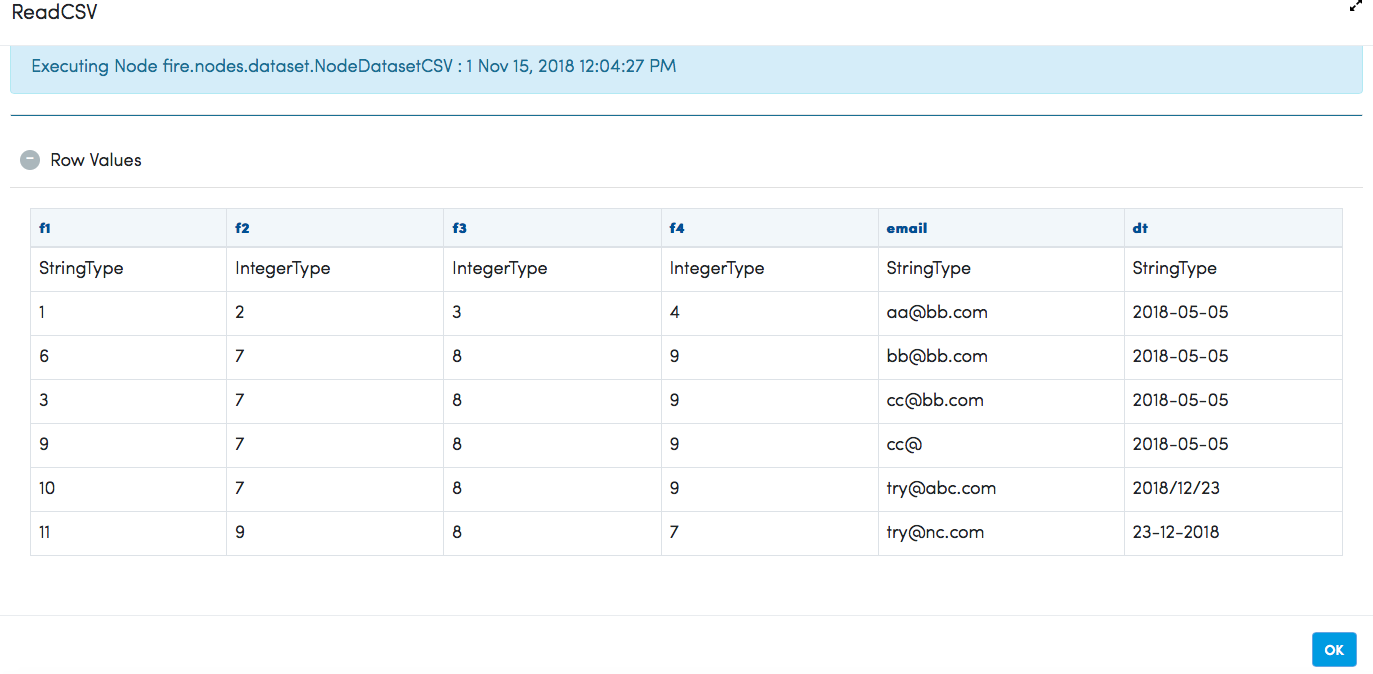 ReadCSV
Executing Node fire.nodes.dataset.NodeDatasetCSV : 1 Nov 15, 2018 12:04:27 PM
Row Values
f1 f2 f3 f4 email dt
StringType IntegerType IntegerType IntegerType StringType StringType
1 2 3 4 aa@bb.com 2018-05-05
6 7 8 9 bb@bb.com 2018-05-05
3 7 8 9 cc@bb.com 2018-05-05
9 7 8 9 cc@ 2018-05-05
10 7 8 9 try@abc.com 2018/12/23
11 9 8 7 try@nc.com 23-12-2018
OK